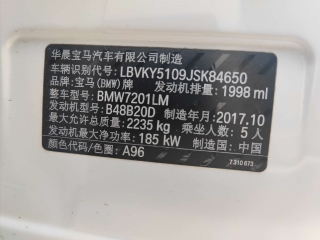 华晨宝马汽车有限公司制造
车辆识别代号: LBVKY5109JSK84650
品牌: 宝马(BMW)牌 发动机排量: 1998 ml
整车型号: BMW7201LM
发动机型号: B48B20D 制造年月: 2017.10
最大允许总质量: 2235 kg 乘坐人数: 5 人
发动机最大净功率: 185 kW 制造国: 中国
颜色代码/色圈: A96
7 310 673